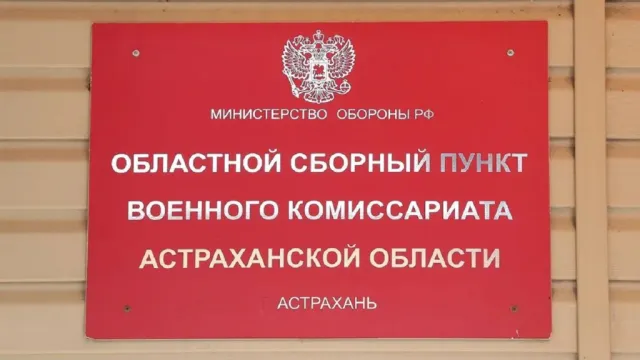 МИНИСТЕРСТВО ОБОРОНЫ РФ
ОБЛАСТНОЙ СБОРНЫЙ ПУНКТ
ВОЕННОГО КОМИССАРИАТА
АСТРАХАНСКОЙ ОБЛАСТИ
АСТРАХАНЬ